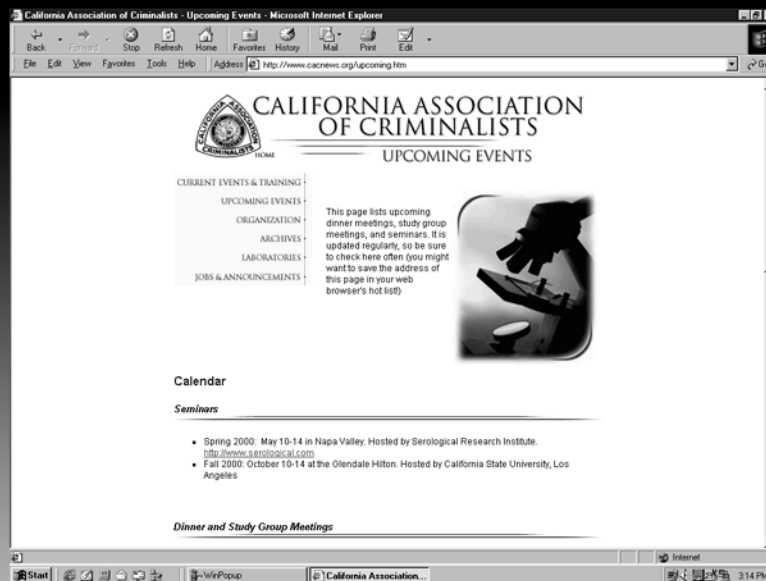 California Association of Criminalists - Upcoming Events - Microsoft Internet Explorer
Back Forward Stop Refresh Home Favorites History Mail Print Edit
File Edit View Favorites Tools Help Address http://www.cacnews.org/upcoming.htm
CALIFORNIA ASSOCIATION
OF CRIMINALISTS
CALIFORNIA ASSOCIATION CRIMINALISTS
HOME
UPCOMING EVENTS
CURRENT EVENTS & TRAINING
UPCOMING EVENTS
ORGANIZATION
ARCHIVES
LABORATORIES
JOBS & ANNOUNCEMENTS
This page lists upcoming
dinner meetings, study group
meetings, and seminars. It is
updated regularly, so be sure
to check here often (you might
want to save the address of
this page in your web
browser's hot list!)
Calendar
Seminars
Spring 2000: May 10-14 in Napa Valley. Hosted by Serological Research Institute.
http://www.serological.com
Fall 2000: October 10-14 at the Glendale Hilton. Hosted by California State University, Los
Angeles
Dinner and Study Group Meetings
Internet
Start WinPopup California Association... 3:14 PM